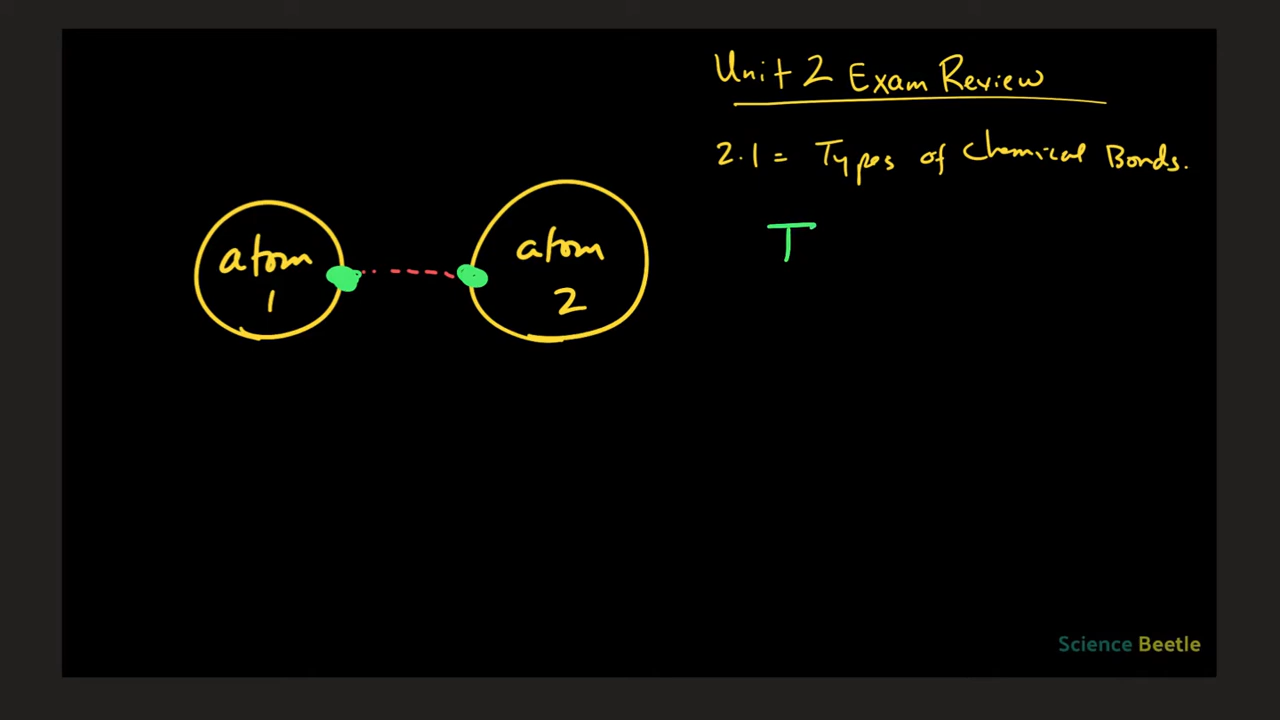 Unit 2 Exam Review
2.1 = Types of Chemical Bonds.
T
atom
1
atom
2
Science Beetle